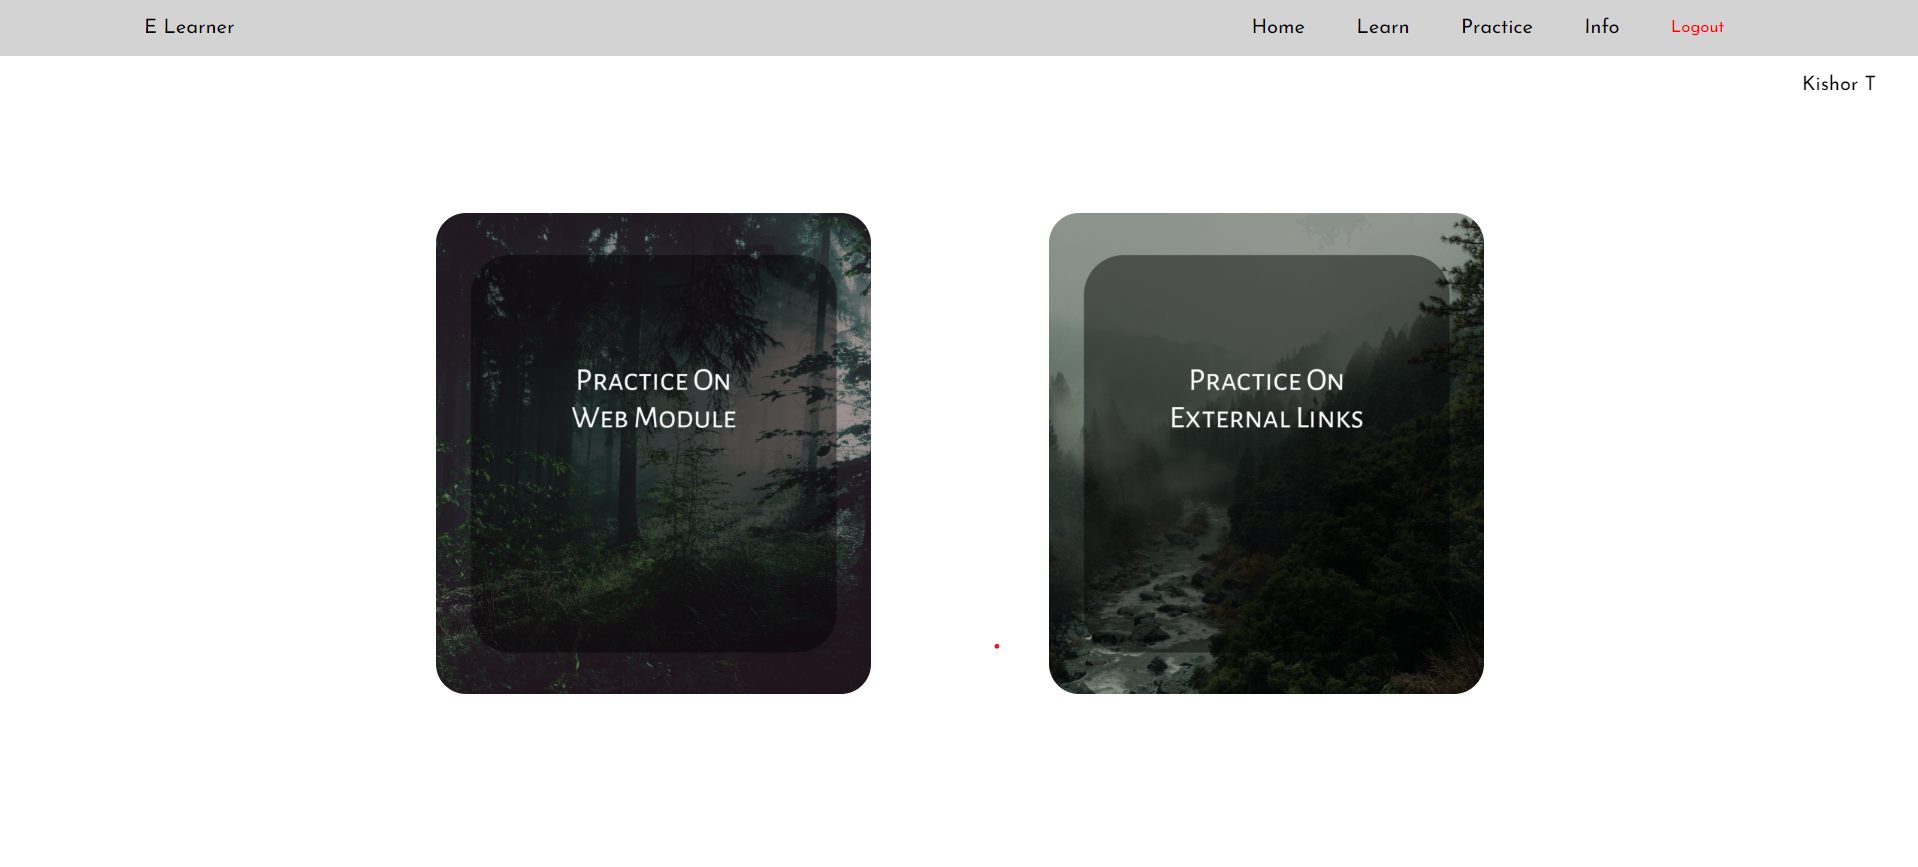 E Learner
Home Learn Practice Info Logout
Kishor T
Practice On
Web Module
Practice On
External Links